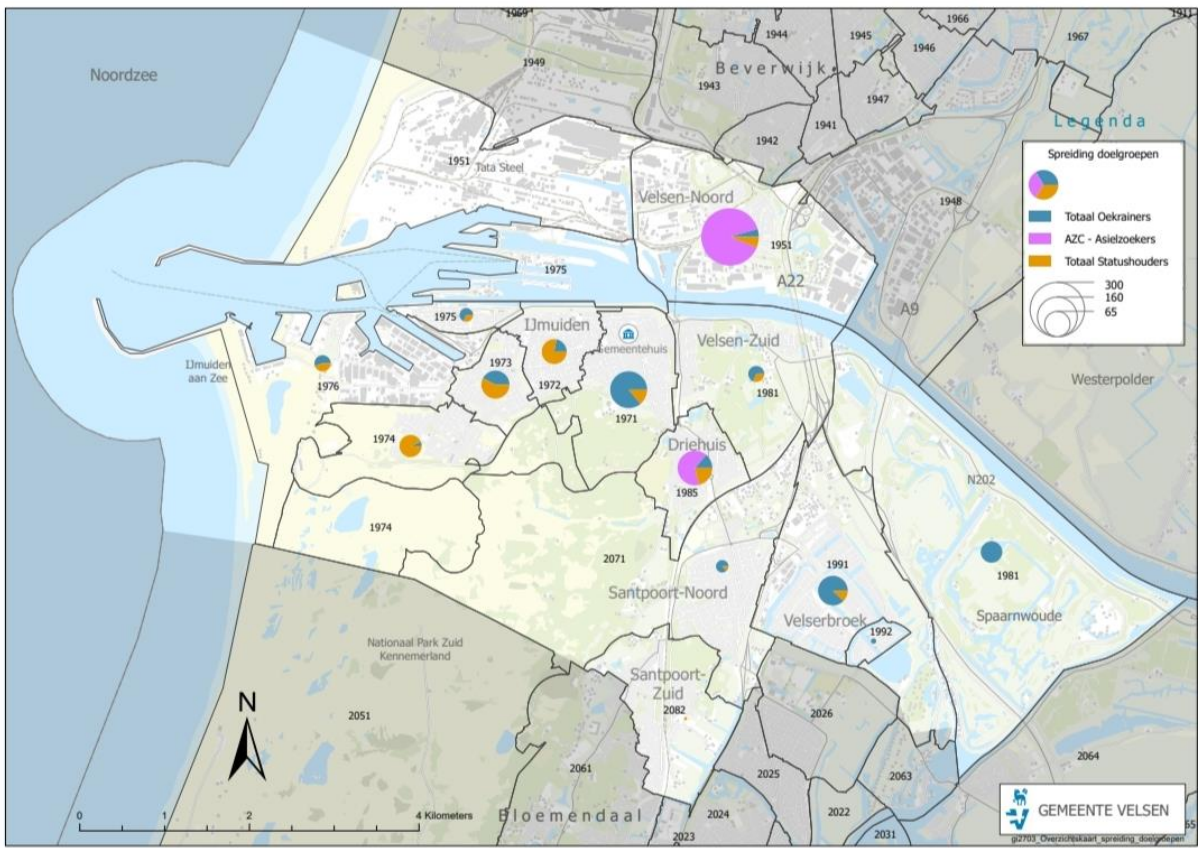 1969
1944
1945
1966
1911
1946
1967
Noordzee
1949
Beverwijk
1943
1947
1941
1942
Legenda
Spreiding doelgroepen
Totaal Oekrainers
AZC - Asielzoekers
Totaal Statushouders
300
160
65
1951
Tata Steel
Velsen-Noord
1948
1951
1975
A22
A9
1975
IJmuiden
Gemeentehuis
Velsen-Zuid
IJmuiden
aan Zee
1976
1973
1972
1971
1981
Westerpolder
1974
Driehuis
1985
N202
1974
2071
1991
1981
Santpoort-Noord
Velserbroek
Spaarnwoude
1992
Nationaal Park Zuid
Kennemerland
Santpoort-
Zuid
2082
N
2051
2026
2064
2061
2025
2063
0 2 4 Kilometers
Bloemendaal
2024
2022
2023
2031
GEMEENTE VELSEN
gi2703_Overzichtskaart_spreiding_doelgroepen